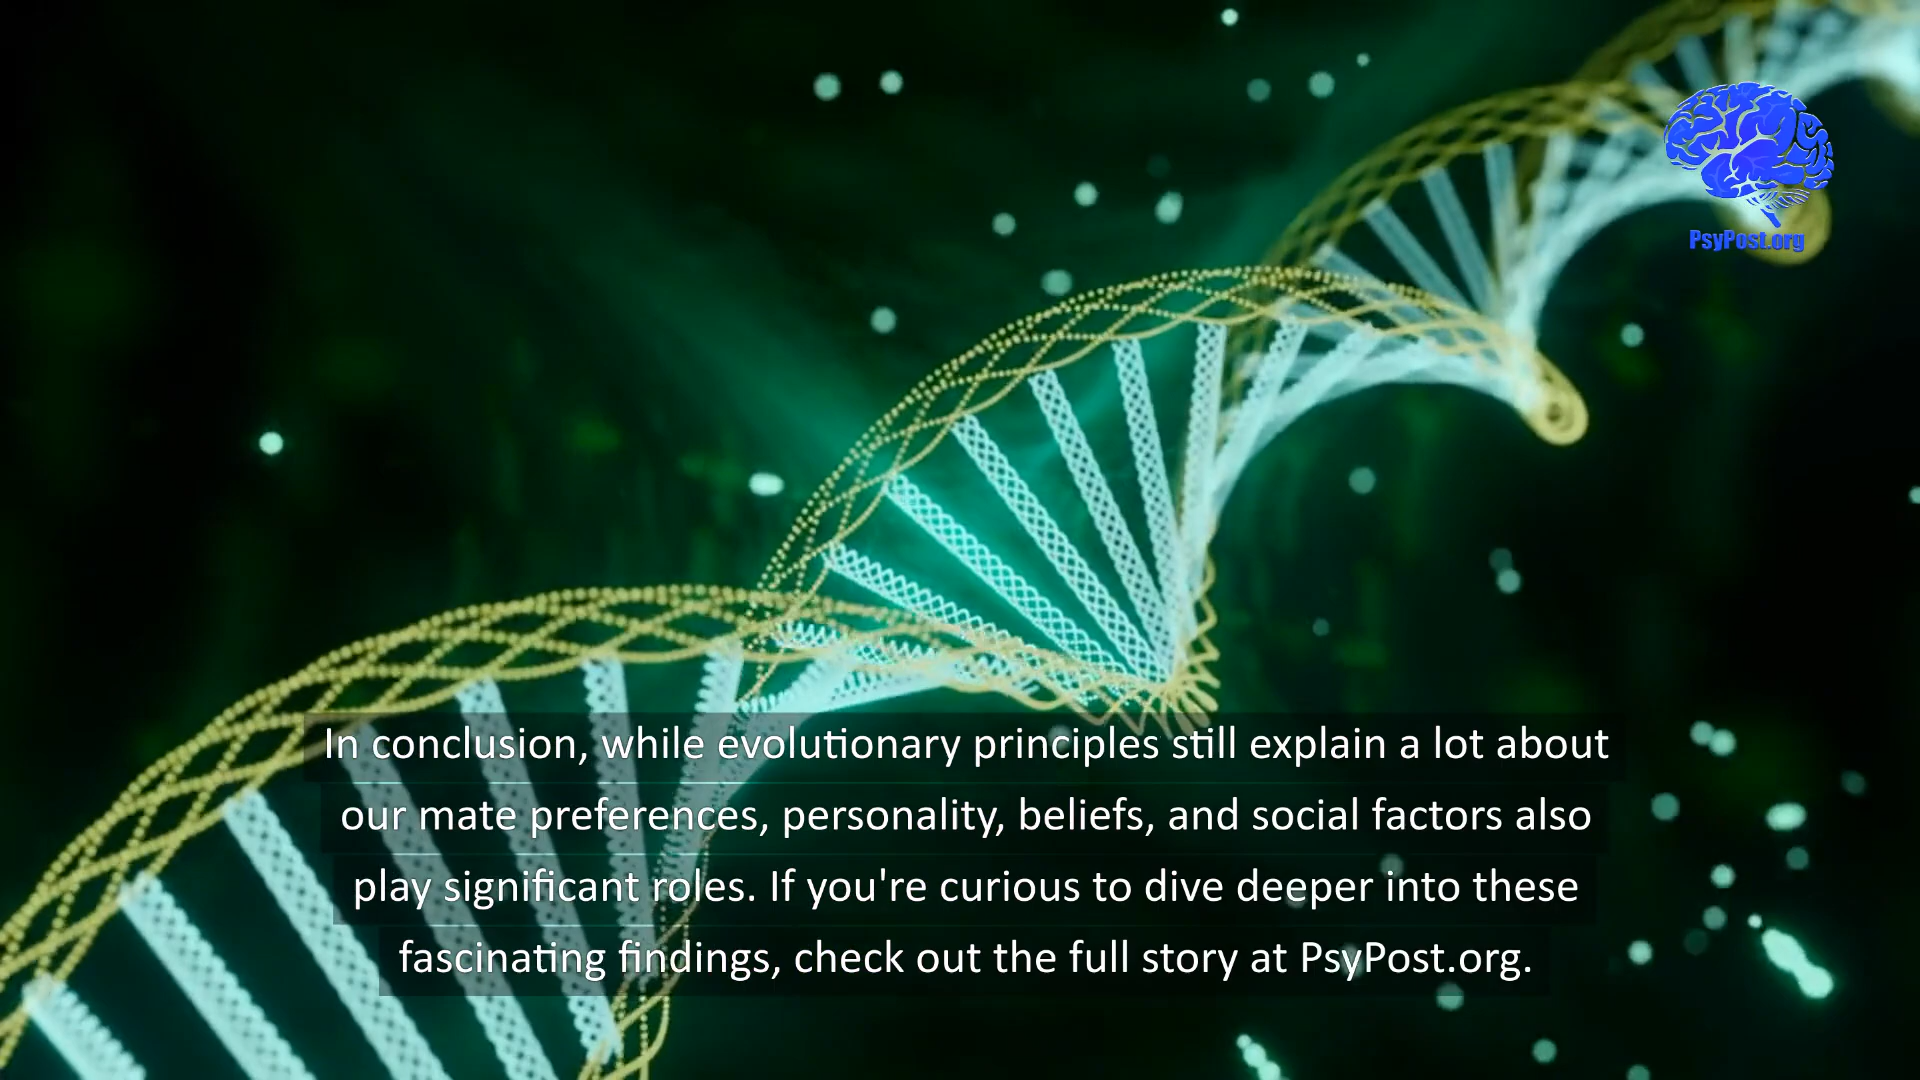 PsyPost.org
In conclusion, while evolutionary principles still explain a lot about
our mate preferences, personality, beliefs, and social factors also
play significant roles. If you're curious to dive deeper into these
fascinating findings, check out the full story at PsyPost.org.